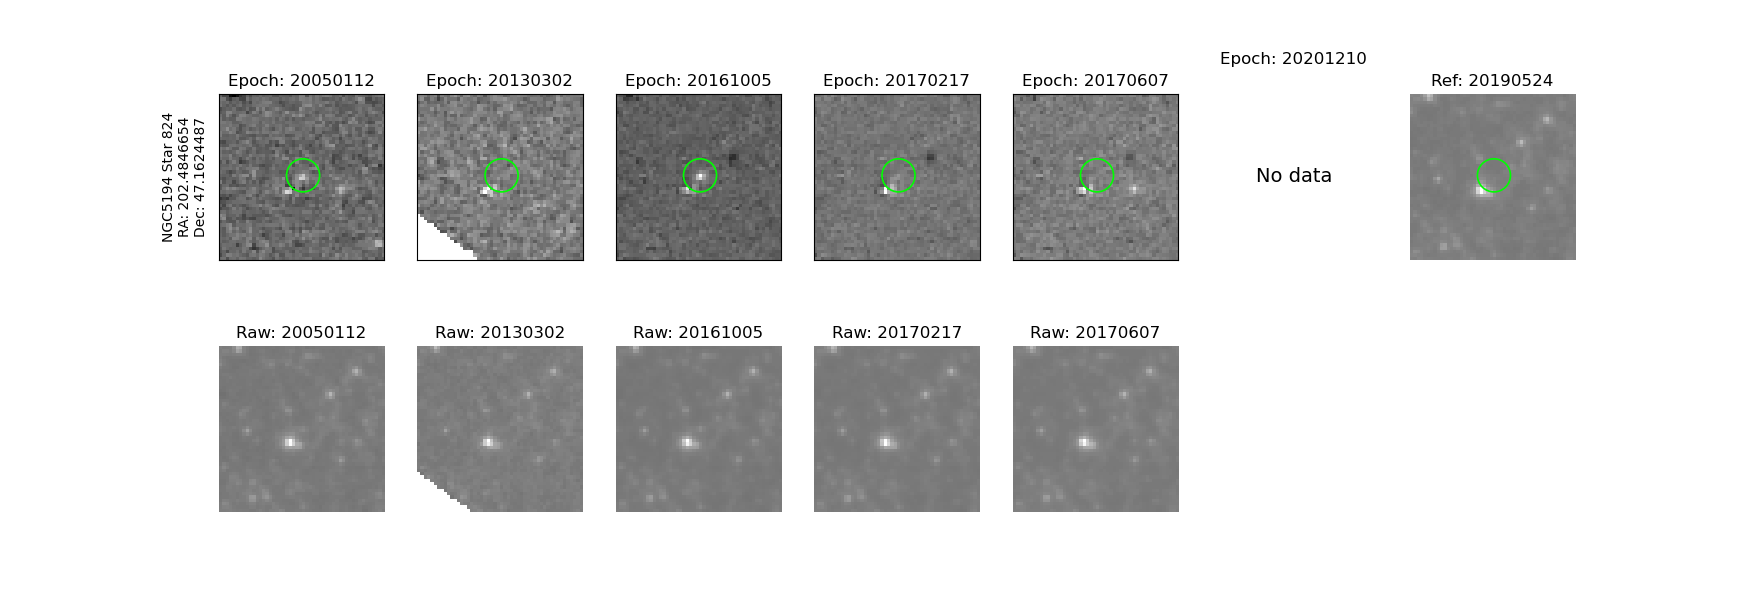 Epoch: 20201210
Epoch: 20050112
Epoch: 20130302
Epoch: 20161005
Epoch: 20170217
Epoch: 20170607
Ref: 20190524
NGC5194 Star 824
RA: 202.4846654
Dec: 47.1624487
No data
Raw: 20050112
Raw: 20130302
Raw: 20161005
Raw: 20170217
Raw: 20170607